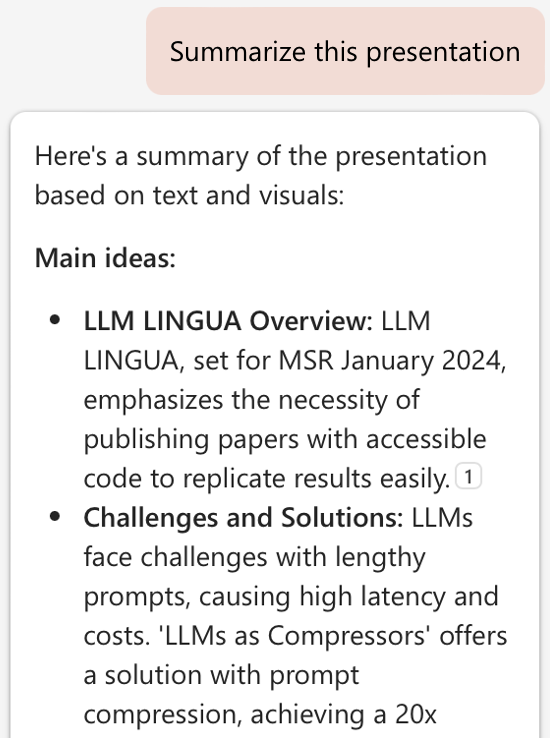 Summarize this presentation
Here's a summary of the presentation
based on text and visuals:
Main ideas:
• LLM LINGUA Overview: LLM
LINGUA, set for MSR January 2024,
emphasizes the necessity of
publishing papers with accessible
code to replicate results easily. 1
• Challenges and Solutions: LLMs
face challenges with lengthy
prompts, causing high latency and
costs. 'LLMs as Compressors' offers
a solution with prompt
compression, achieving a 20x